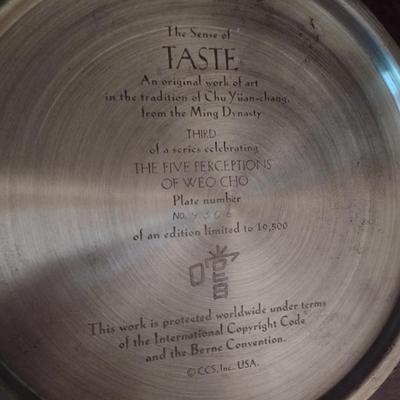 The Sense of
TASTE
An original work of art
in the tradition of Chu Yüan-chang,
from the Ming Dynasty
THIRD
of a series celebrating
THE FIVE PERCEPTIONS
OF WEO CHO
Plate number
No.
of an edition limited to 19,500
嚐
This work is protected worldwide under terms
of the International Copyright Code
and the Berne Convention.
© CCS, Inc. USA.